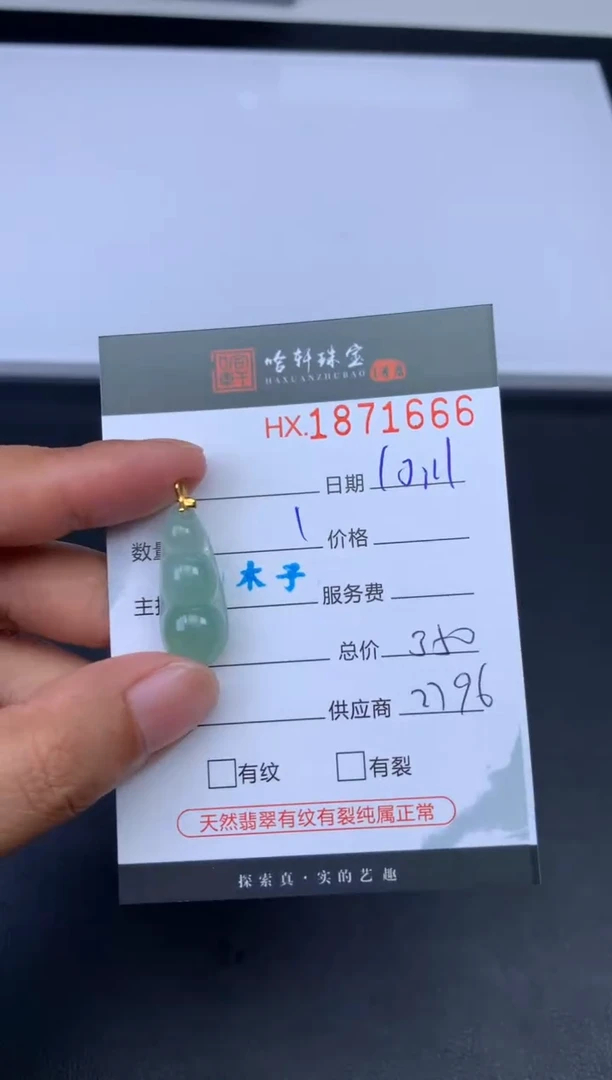 哈轩珠宝
HAXUANZHUBAO
HX.1871666
日期 10.11
数量 1 价格
主播 木子 服务费
总价 350
供应商 2796
有纹 有裂
天然翡翠有纹有裂纯属正常
探索真·实的艺趣